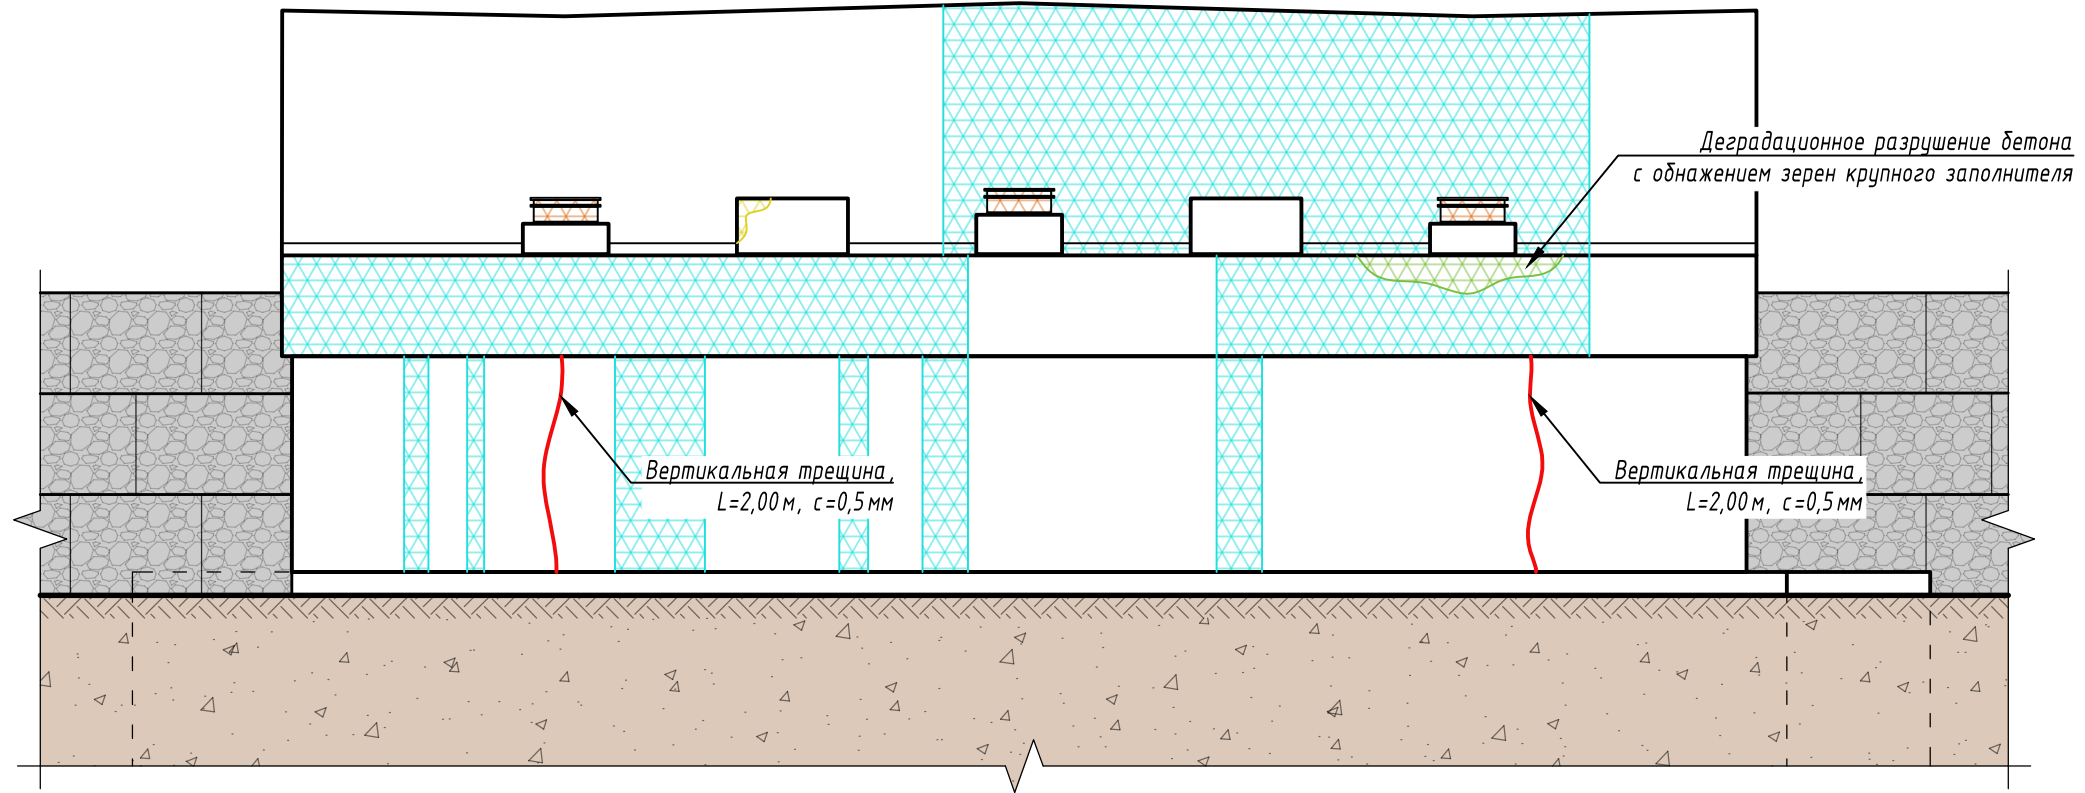 Деградационное разрушение бетона
с обнажением зерен крупного заполнителя
Вертикальная трещина,
L=2,00 м, c=0,5 мм
Вертикальная трещина,
L=2,00 м, c=0,5 мм